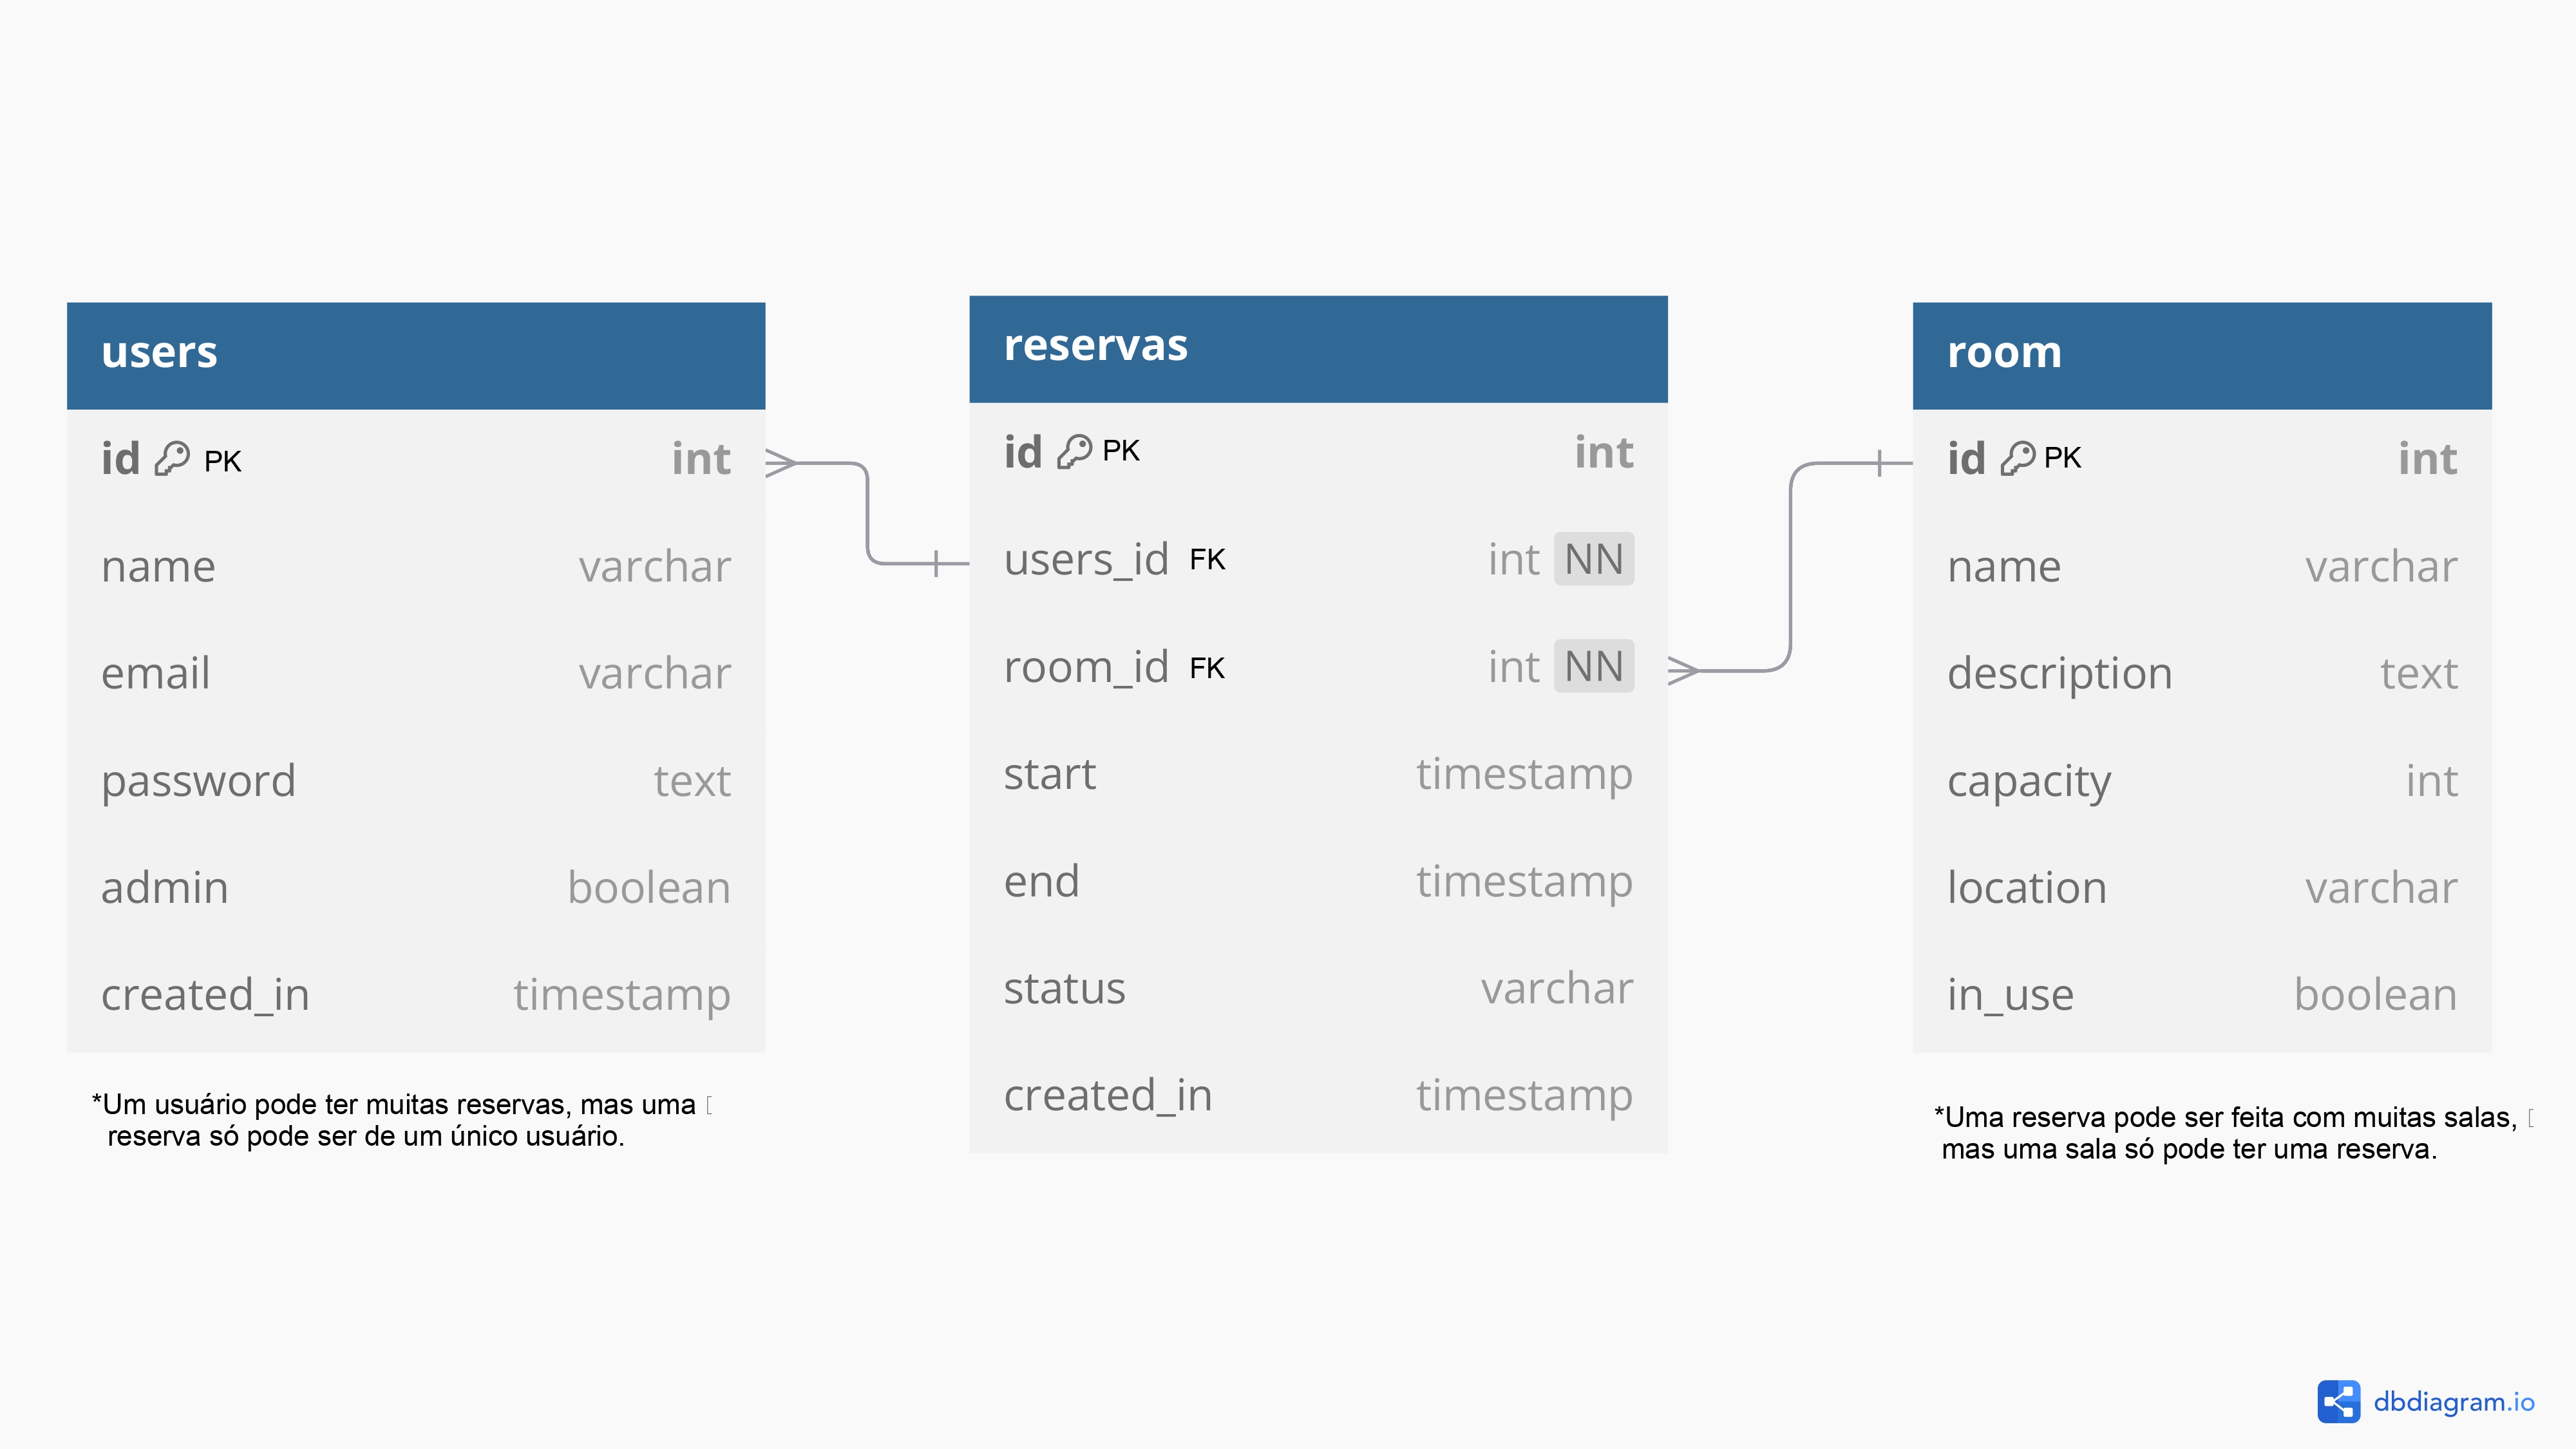 users
id PK int
name varchar
email varchar
password text
admin boolean
created_in timestamp
*Um usuário pode ter muitas reservas, mas uma
reserva só pode ser de um único usuário.
reservas
id PK int
users_id FK int NN
room_id FK int NN
start timestamp
end timestamp
status varchar
created_in timestamp
room
id PK int
name varchar
description text
capacity int
location varchar
in_use boolean
*Uma reserva pode ser feita com muitas salas,
mas uma sala só pode ter uma reserva.
dbdiagram.io